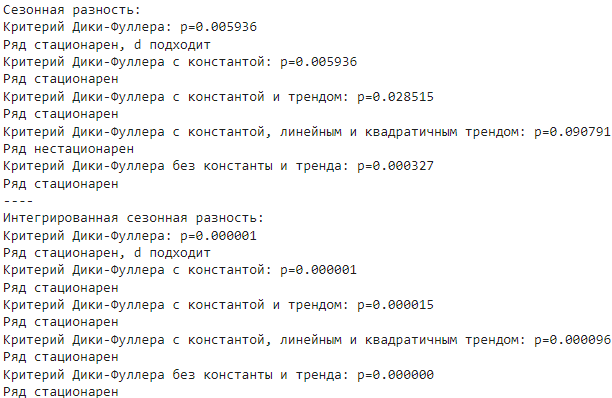 Сезонная разность:
Критерий Дики-Фуллера: p=0.005936
Ряд стационарен, d подходит
Критерий Дики-Фуллера с константой: p=0.005936
Ряд стационарен
Критерий Дики-Фуллера с константой и трендом: p=0.028515
Ряд стационарен
Критерий Дики-Фуллера с константой, линейным и квадратичным трендом: p=0.090791
Ряд нестационарен
Критерий Дики-Фуллера без константы и тренда: p=0.000327
Ряд стационарен
----
Интегрированная сезонная разность:
Критерий Дики-Фуллера: p=0.000001
Ряд стационарен, d подходит
Критерий Дики-Фуллера с константой: p=0.000001
Ряд стационарен
Критерий Дики-Фуллера с константой и трендом: p=0.000015
Ряд стационарен
Критерий Дики-Фуллера с константой, линейным и квадратичным трендом: p=0.000096
Ряд стационарен
Критерий Дики-Фуллера без константы и тренда: p=0.000000
Ряд стационарен